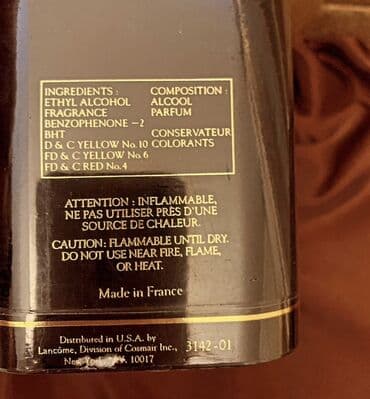 INGREDIENTS : COMPOSITION :
ETHYL ALCOHOL ALCOOL
FRAGRANCE PARFUM
BENZOPHENONE -2
BHT CONSERVATEUR
D & C YELLOW No. 10 COLORANTS
FD & C YELLOW No. 6
FD & C RED No. 4
ATTENTION : INFLAMMABLE,
NE PAS UTILISER PRÈS D'UNE
SOURCE DE CHALEUR.
CAUTION: FLAMMABLE UNTIL DRY.
DO NOT USE NEAR FIRE, FLAME,
OR HEAT.
Made in France
Distributed in U.S.A. by
Lancôme, Division of Cosmair Inc., 3142-01
New York, N.Y. 10017